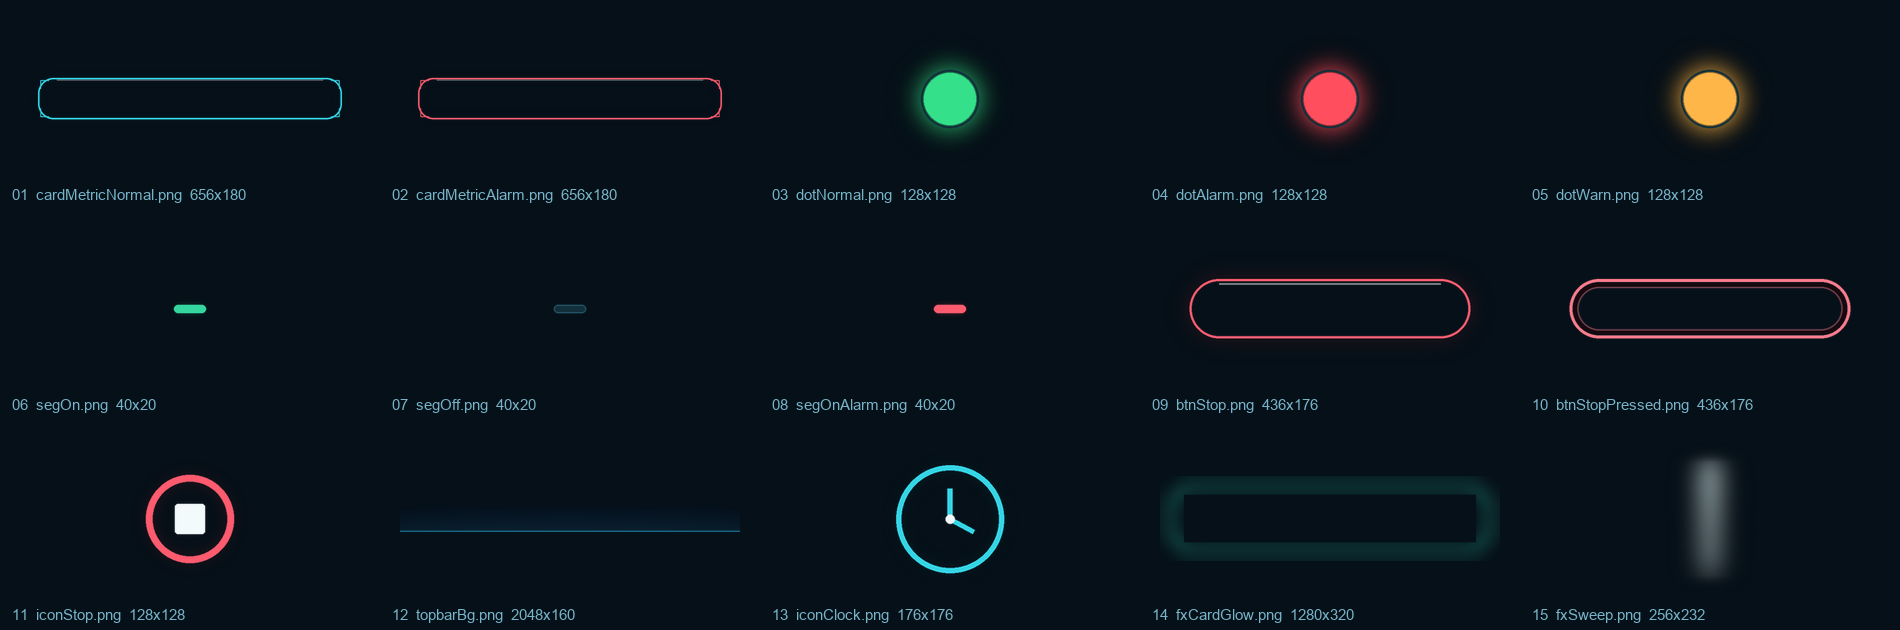 01 cardMetricNormal.png 656x180
02 cardMetricAlarm.png 656x180
03 dotNormal.png 128x128
04 dotAlarm.png 128x128
05 dotWarn.png 128x128
06 segOn.png 40x20
07 segOff.png 40x20
08 segOnAlarm.png 40x20
09 btnStop.png 436x176
10 btnStopPressed.png 436x176
11 iconStop.png 128x128
12 topbarBg.png 2048x160
13 iconClock.png 176x176
14 fxCardGlow.png 1280x320
15 fxSweep.png 256x232